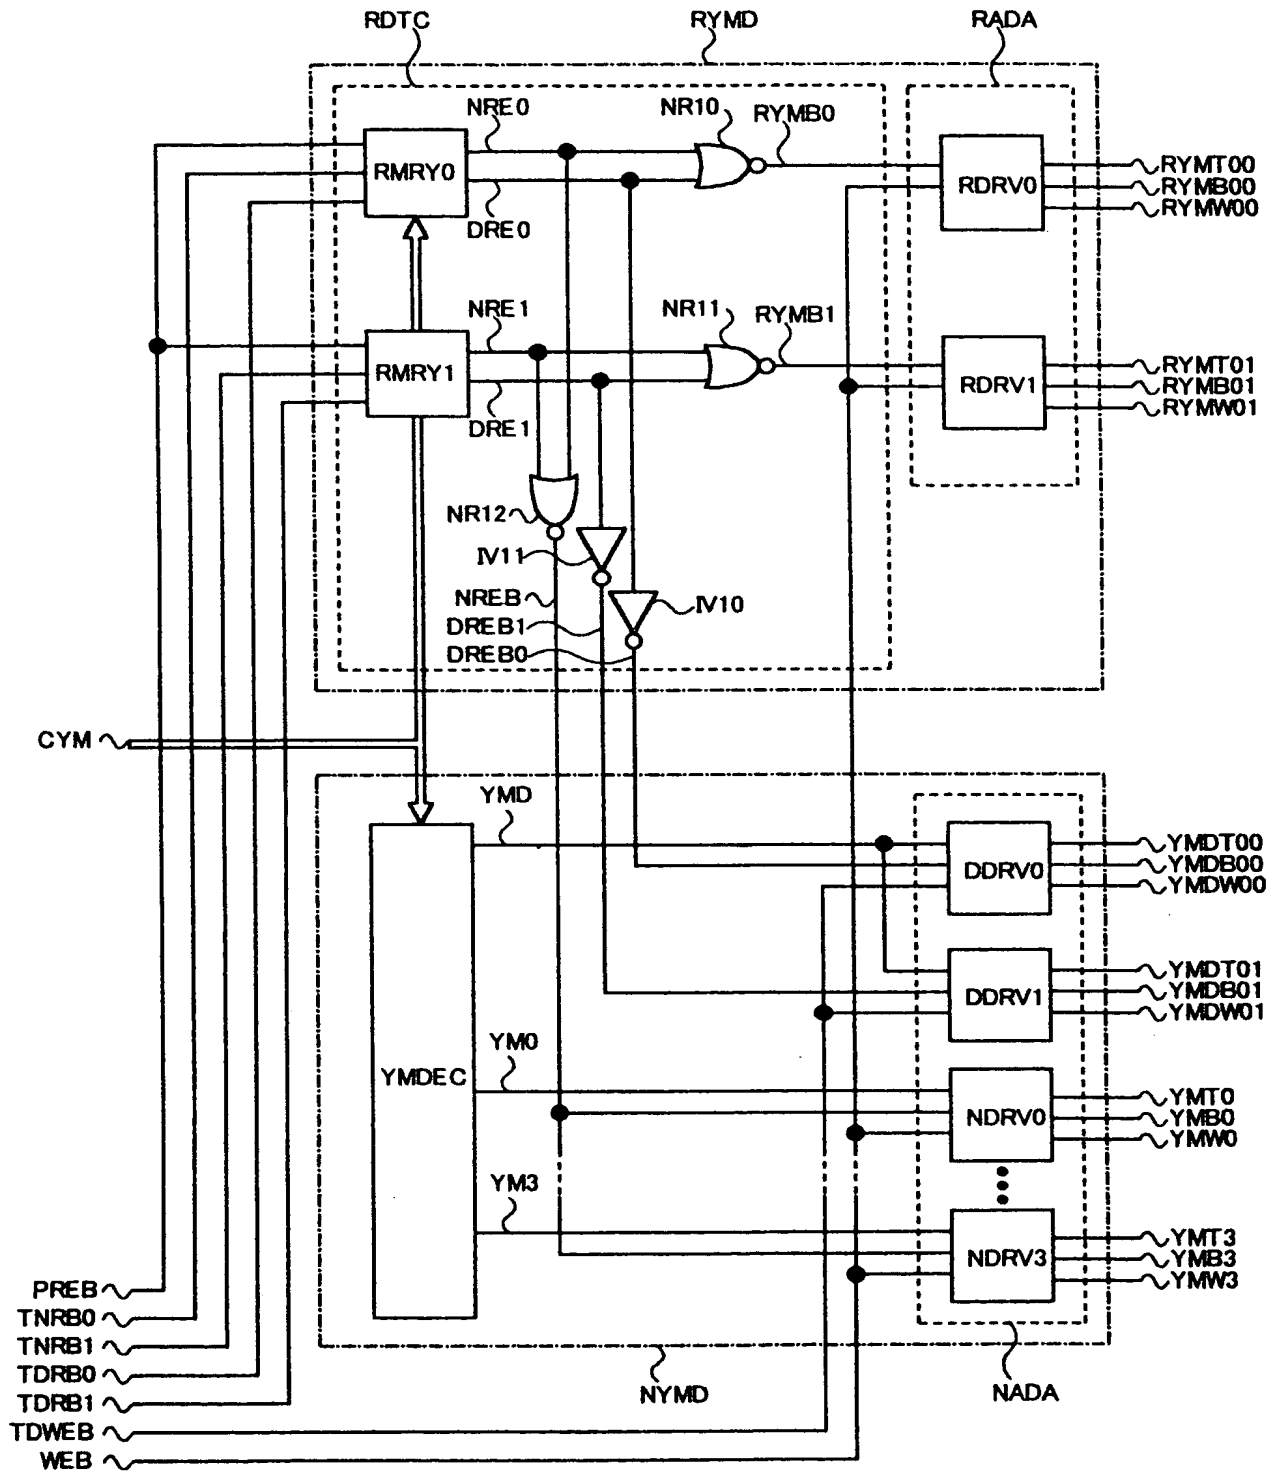 RDTC RYMD RADA
NRE0 NR10 RYMB0
RMRY0 RDRV0 RYMT00
RYMB00
RYMW00
DRE0
NRE1 NR11 RYMB1
RMRY1 RDRV1 RYMT01
RYMB01
RYMW01
DRE1
NR12
IV11
NREB IV10
DREB1
DREB0
CYM
YMD
DDRV0 YMDT00
YMDB00
YMDW00
DDRV1 YMDT01
YMDB01
YMDW01
YM0
YMDEC
NDRV0 YMT0
YMB0
YMW0
YM3
NDRV3 YMT3
YMB3
YMW3
PREB
TNRB0
TNRB1
TDRB0
TDRB1
TDWEB
WEB
NYMD NADA